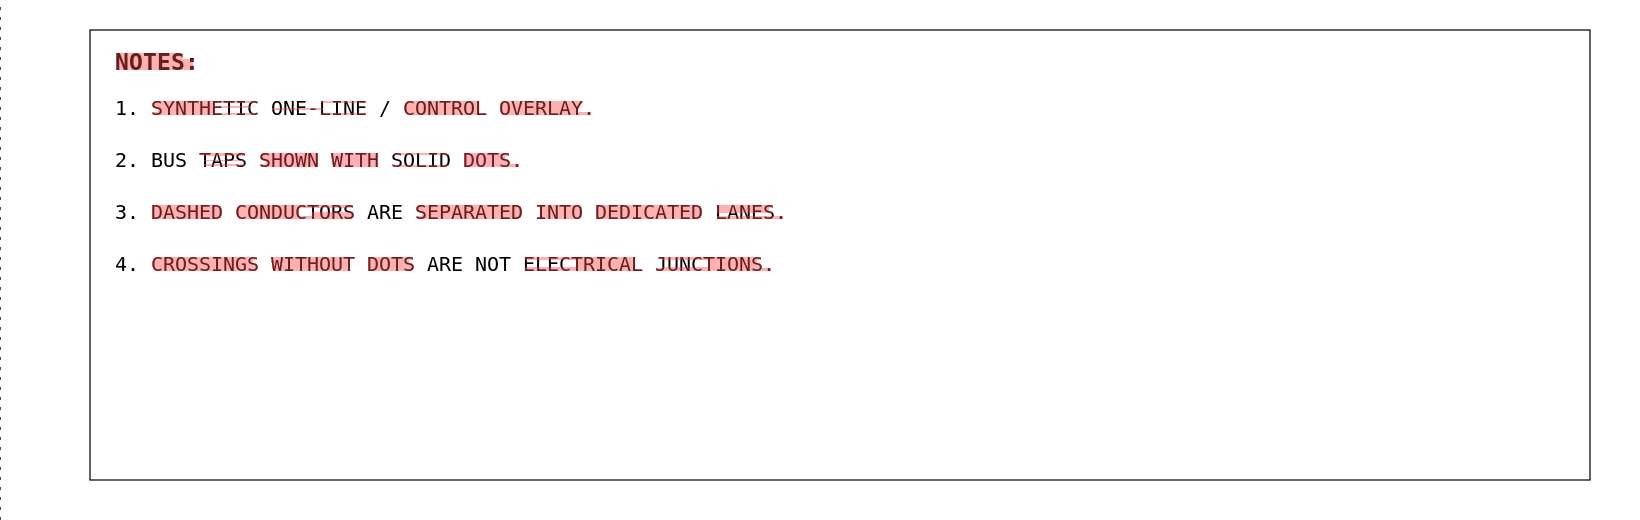 NOTES:
1. SYNTHETIC ONE-LINE / CONTROL OVERLAY.
2. BUS TAPS SHOWN WITH SOLID DOTS.
3. DASHED CONDUCTORS ARE SEPARATED INTO DEDICATED LANES.
4. CROSSINGS WITHOUT DOTS ARE NOT ELECTRICAL JUNCTIONS.